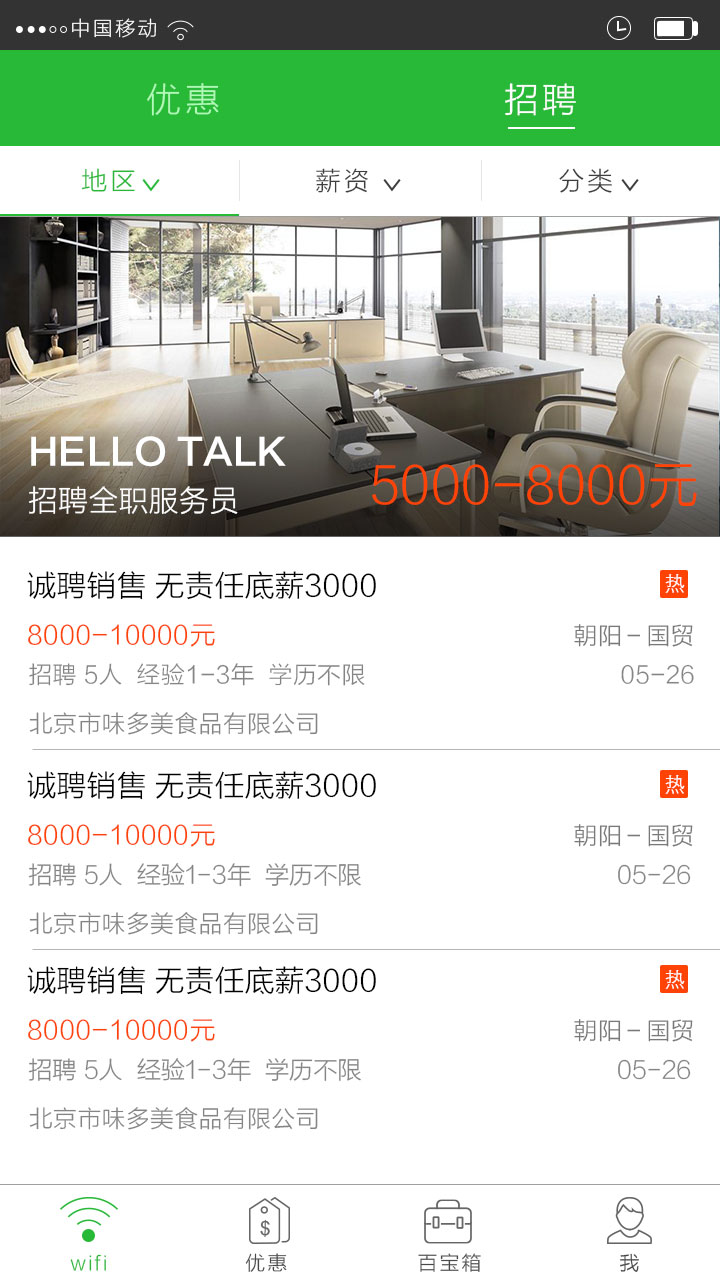 中国移动
优惠 招聘
地区 薪资 分类
HELLO TALK
招聘全职服务员
5000-8000元
诚聘销售 无责任底薪3000 热
8000-10000元 朝阳-国贸
招聘 5人 经验1-3年 学历不限 05-26
北京市味多美食品有限公司
诚聘销售 无责任底薪3000 热
8000-10000元 朝阳-国贸
招聘 5人 经验1-3年 学历不限 05-26
北京市味多美食品有限公司
诚聘销售 无责任底薪3000 热
8000-10000元 朝阳-国贸
招聘 5人 经验1-3年 学历不限 05-26
北京市味多美食品有限公司
wifi 优惠 百宝箱 我